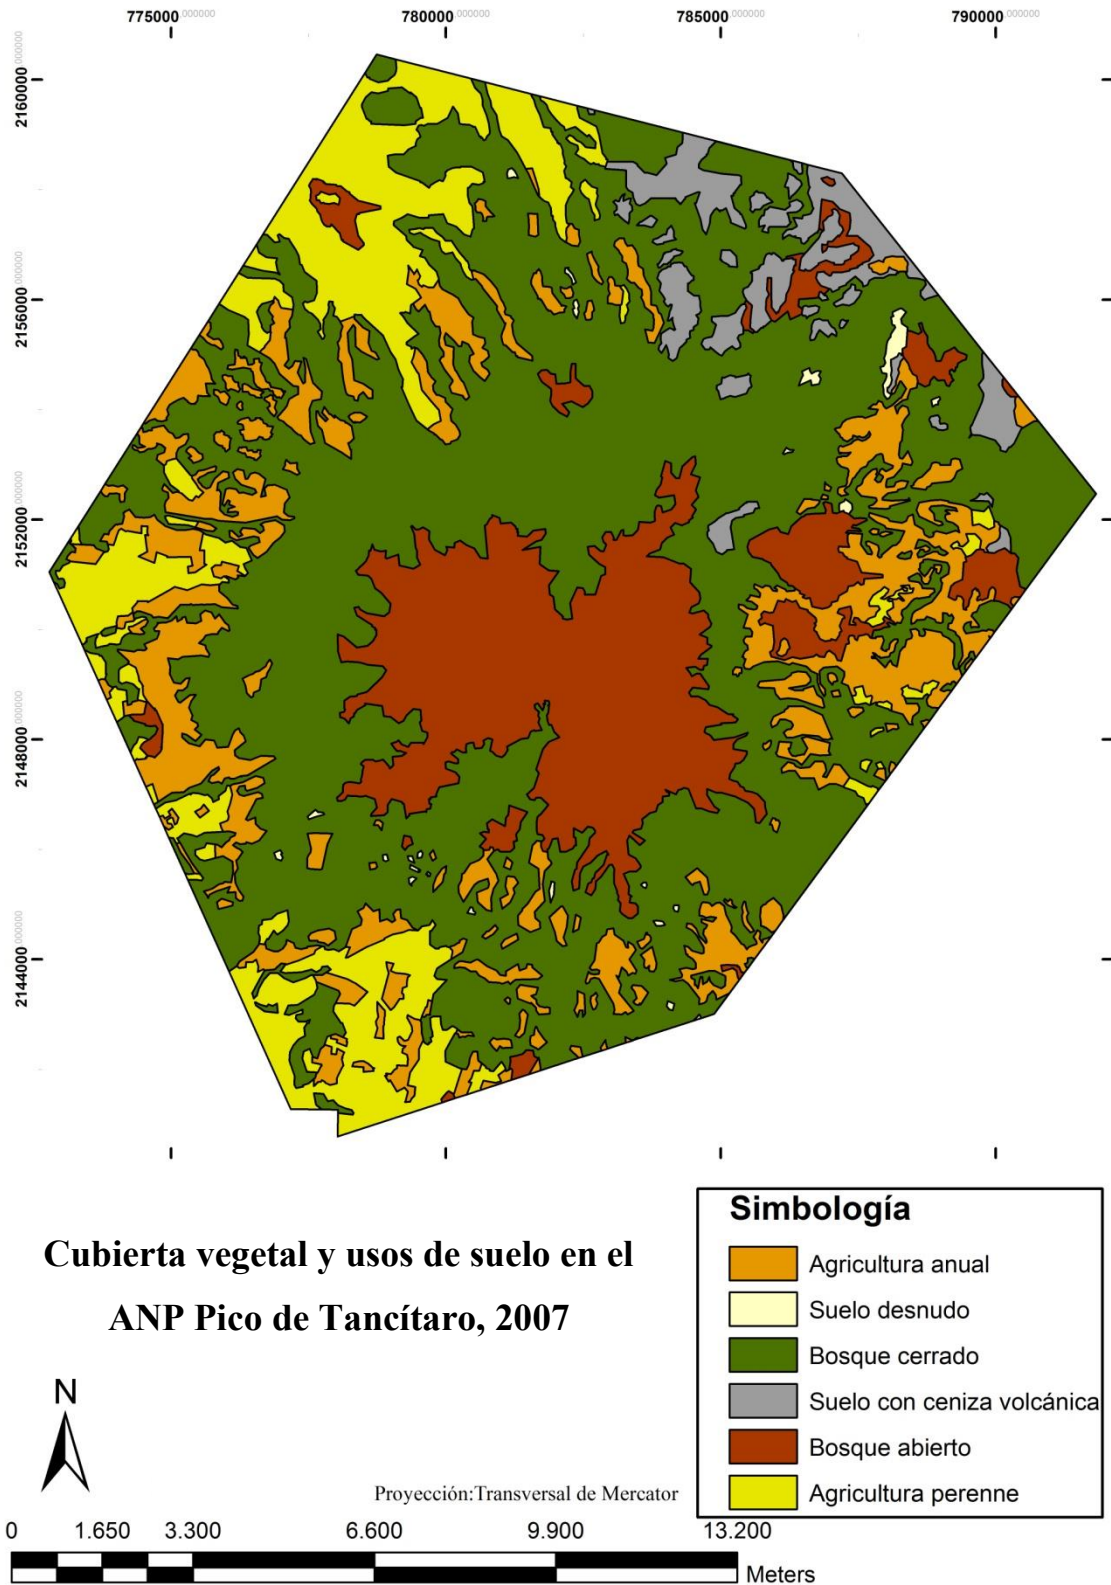 775000.000000 780000.000000 785000.000000 790000.000000
2160000.000000
2156000.000000
2152000.000000
2148000.000000
2144000.000000
Cubierta vegetal y usos de suelo en el
ANP Pico de Tancítaro, 2007
Simbología
Agricultura anual
Suelo desnudo
Bosque cerrado
Suelo con ceniza volcánica
Bosque abierto
Agricultura perenne
N
Proyección:Transversal de Mercator
0 1.650 3.300 6.600 9.900 13.200
Meters